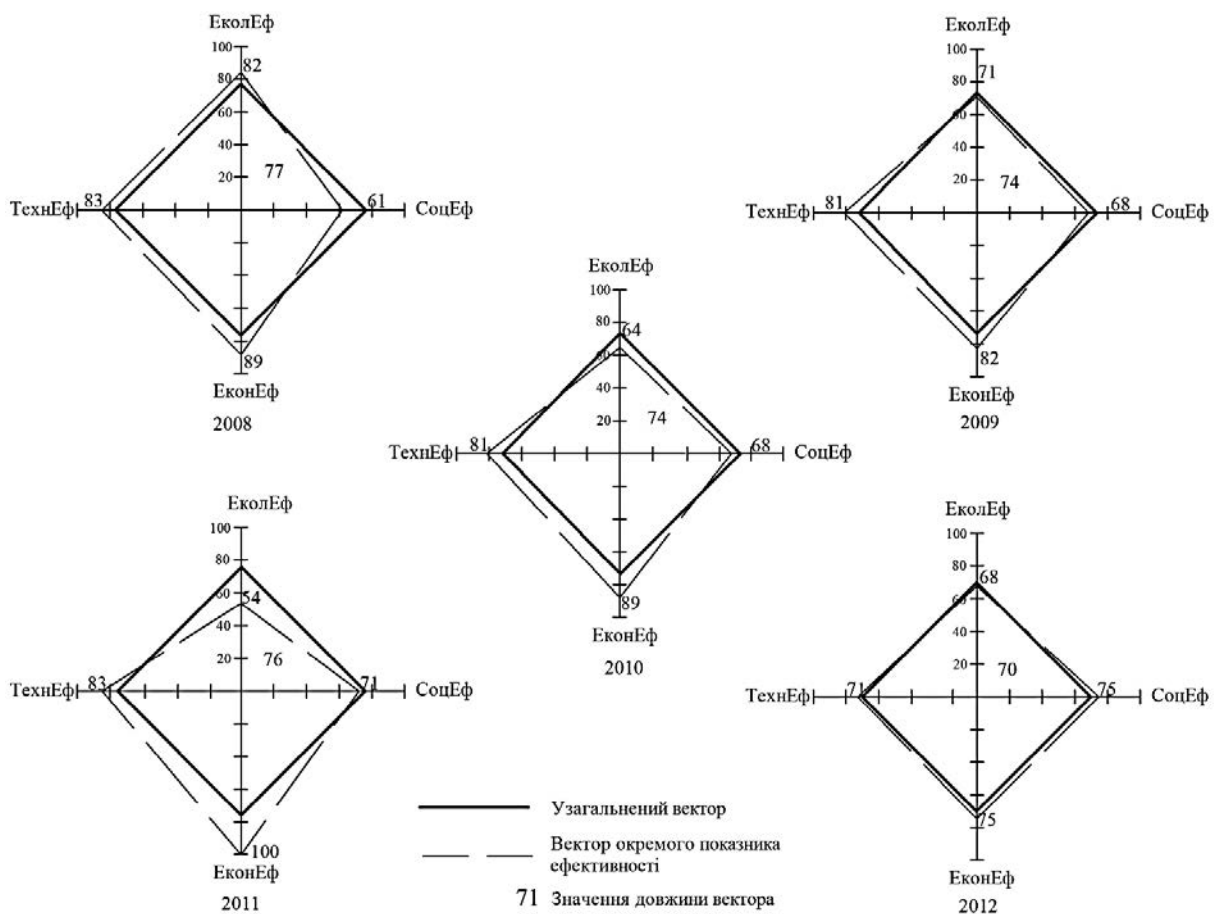 ЕколЕф
100
82
80
60
40
20
77
83
ТехнЕф
61
СоцЕф
89
ЕконЕф
2008
ЕколЕф
100
80
71
60
40
20
74
81
ТехнЕф
68
СоцЕф
82
ЕконЕф
2009
ЕколЕф
100
80
64
60
40
20
74
81
ТехнЕф
68
СоцЕф
89
ЕконЕф
2010
ЕколЕф
100
80
60
54
40
20
76
83
ТехнЕф
71
СоцЕф
100
ЕконЕф
2011
ЕколЕф
100
80
68
60
40
20
70
71
ТехнЕф
75
СоцЕф
75
ЕконЕф
2012
Узагальнений вектор
Вектор окремого показника
ефективності
71 Значення довжини вектора